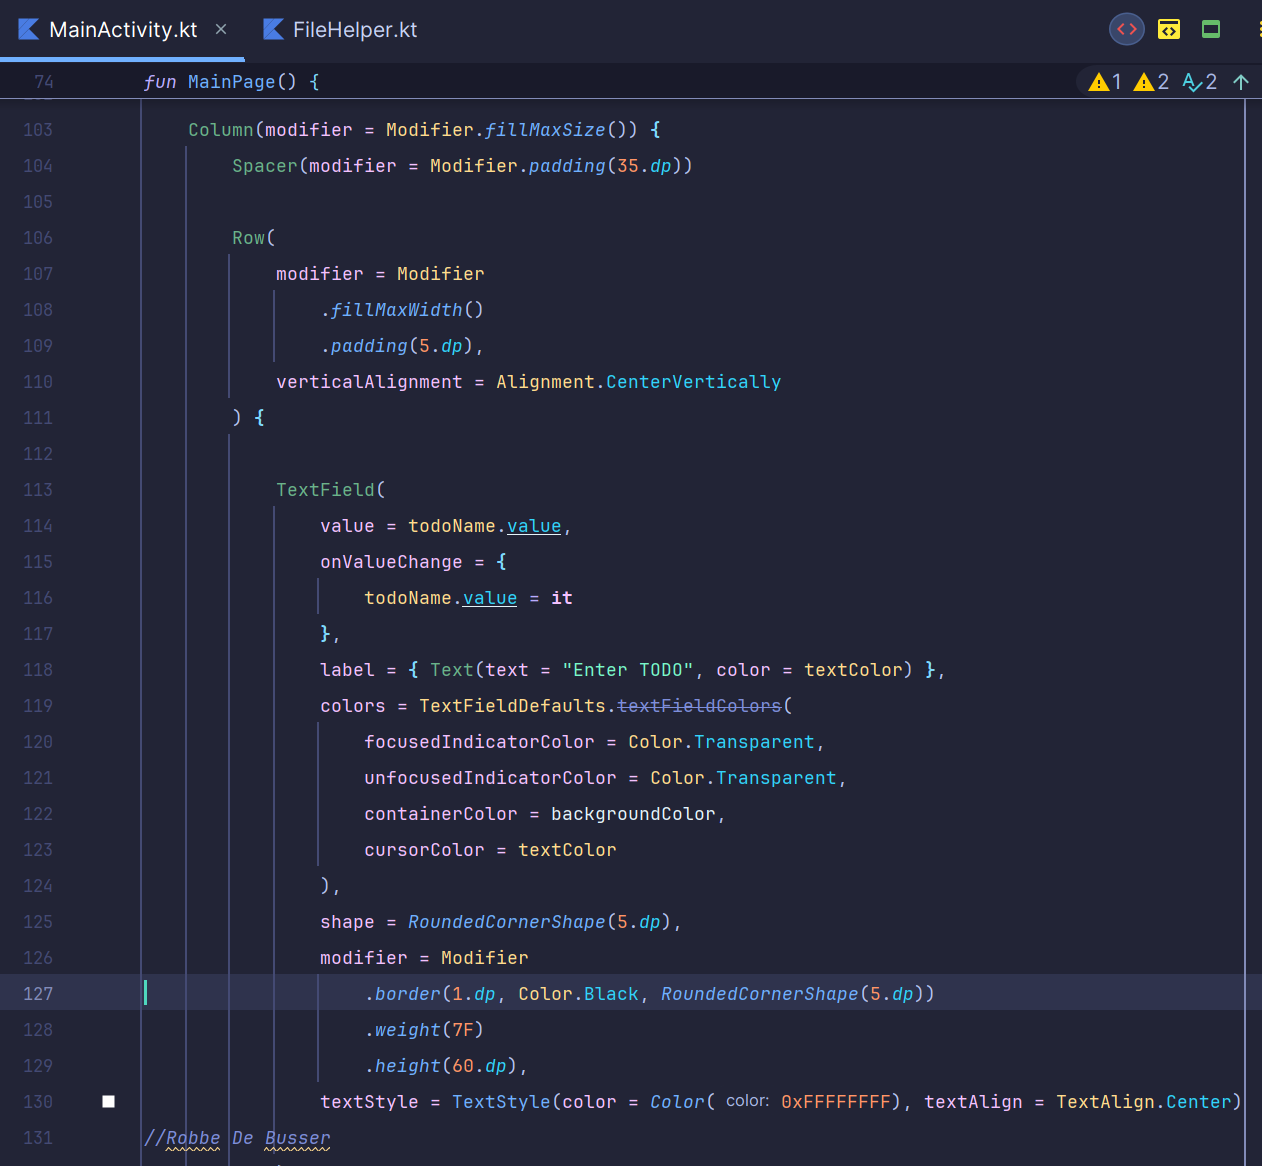 MainActivity.kt × FileHelper.kt
74 fun MainPage() { 1 2 2
103 Column(modifier = Modifier.fillMaxSize()) {
104 Spacer(modifier = Modifier.padding(35.dp))
105
106 Row(
107 modifier = Modifier
108 .fillMaxWidth()
109 .padding(5.dp),
110 verticalAlignment = Alignment.CenterVertically
111 ) {
112
113 TextField(
114 value = todoName.value,
115 onValueChange = {
116 todoName.value = it
117 },
118 label = { Text(text = "Enter TODO", color = textColor) },
119 colors = TextFieldDefaults.textFieldColors(
120 focusedIndicatorColor = Color.Transparent,
121 unfocusedIndicatorColor = Color.Transparent,
122 containerColor = backgroundColor,
123 cursorColor = textColor
124 ),
125 shape = RoundedCornerShape(5.dp),
126 modifier = Modifier
127 .border(1.dp, Color.Black, RoundedCornerShape(5.dp))
128 .weight(7F)
129 .height(60.dp),
130 textStyle = TextStyle(color = Color( color: 0xFFFFFFFF), textAlign = TextAlign.Center)
131 //Robbe De Busser